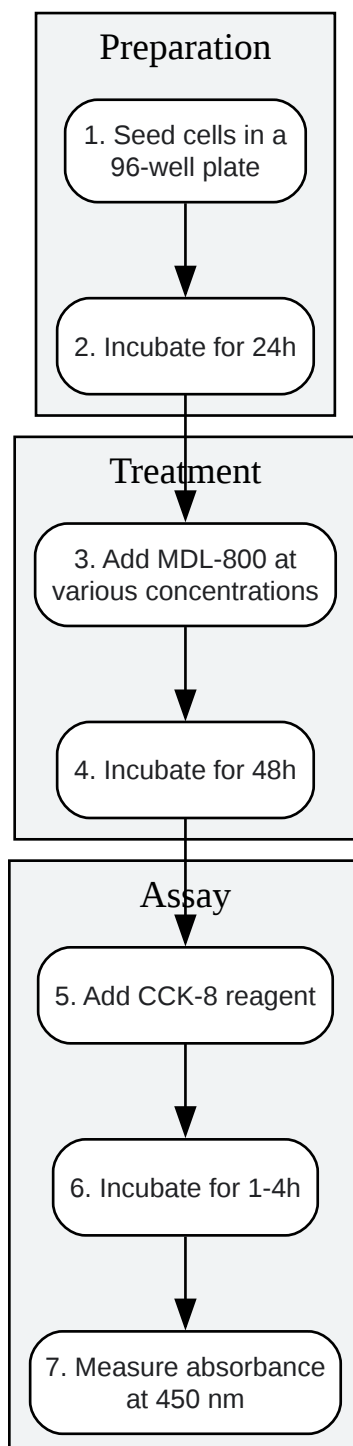 Preparation
1. Seed cells in a
96-well plate
2. Incubate for 24h
Treatment
3. Add MDL-800 at
various concentrations
4. Incubate for 48h
Assay
5. Add CCK-8 reagent
6. Incubate for 1-4h
7. Measure absorbance
at 450 nm